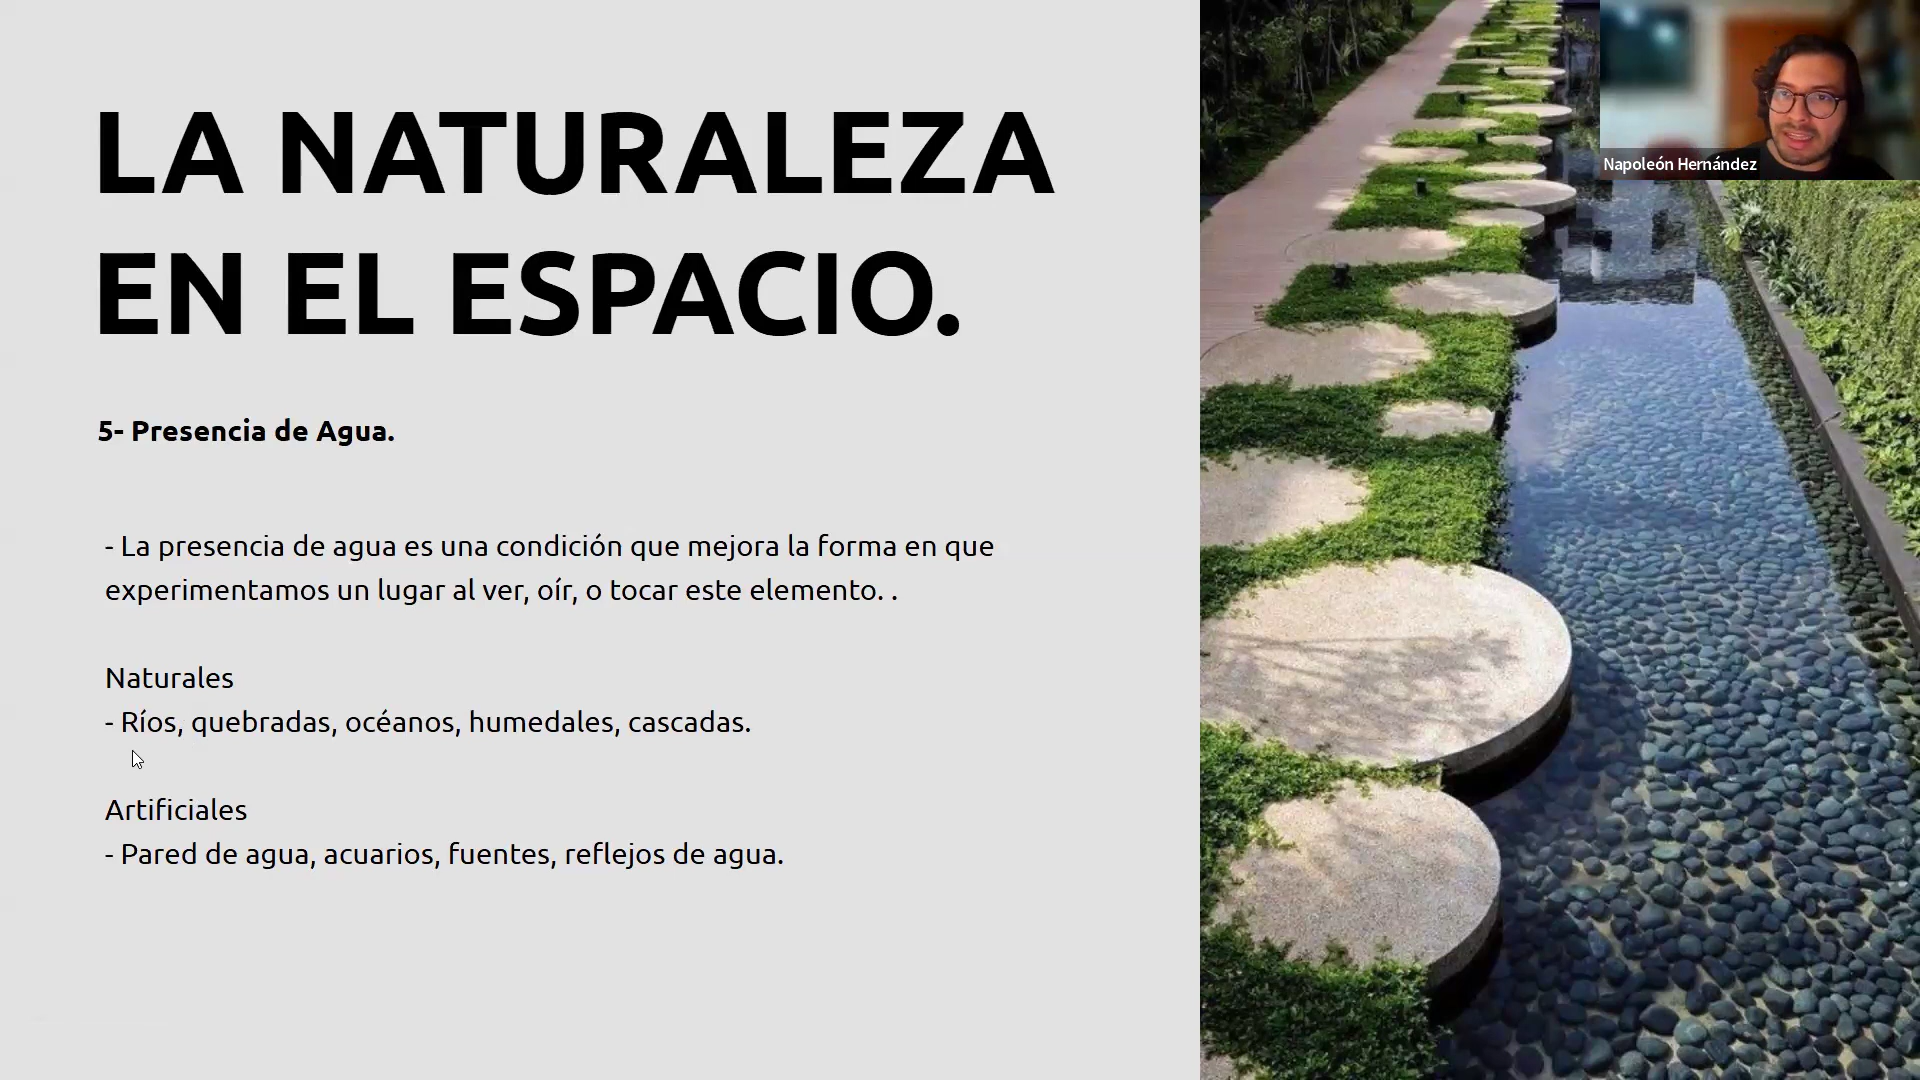 LA NATURALEZA
EN EL ESPACIO.
5- Presencia de Agua.
- La presencia de agua es una condición que mejora la forma en que
experimentamos un lugar al ver, oír, o tocar este elemento. .
Naturales
- Ríos, quebradas, océanos, humedales, cascadas.
Artificiales
- Pared de agua, acuarios, fuentes, reflejos de agua.
Napoleón Hernández